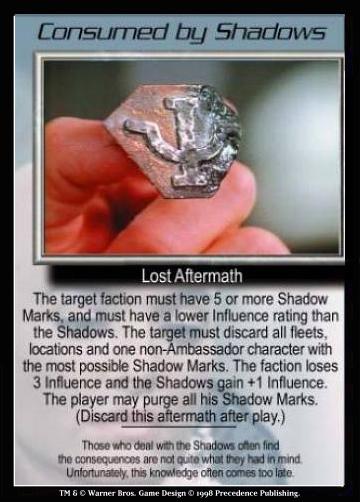 Consumed by Shadows
Lost Aftermath
The target faction must have 5 or more Shadow
Marks, and must have a lower Influence rating than
the Shadows. The target must discard all fleets,
locations and one non-Ambassador character with
the most possible Shadow Marks. The faction loses
3 Influence and the Shadows gain +1 Influence.
The player may purge all his Shadow Marks.
(Discard this aftermath after play.)
Those who deal with the Shadows often find
the consequences are not quite what they had in mind.
Unfortunately, this knowledge often comes too late.
TM & © Warner Bros. Game Design © 1998 Precedence Publishing.